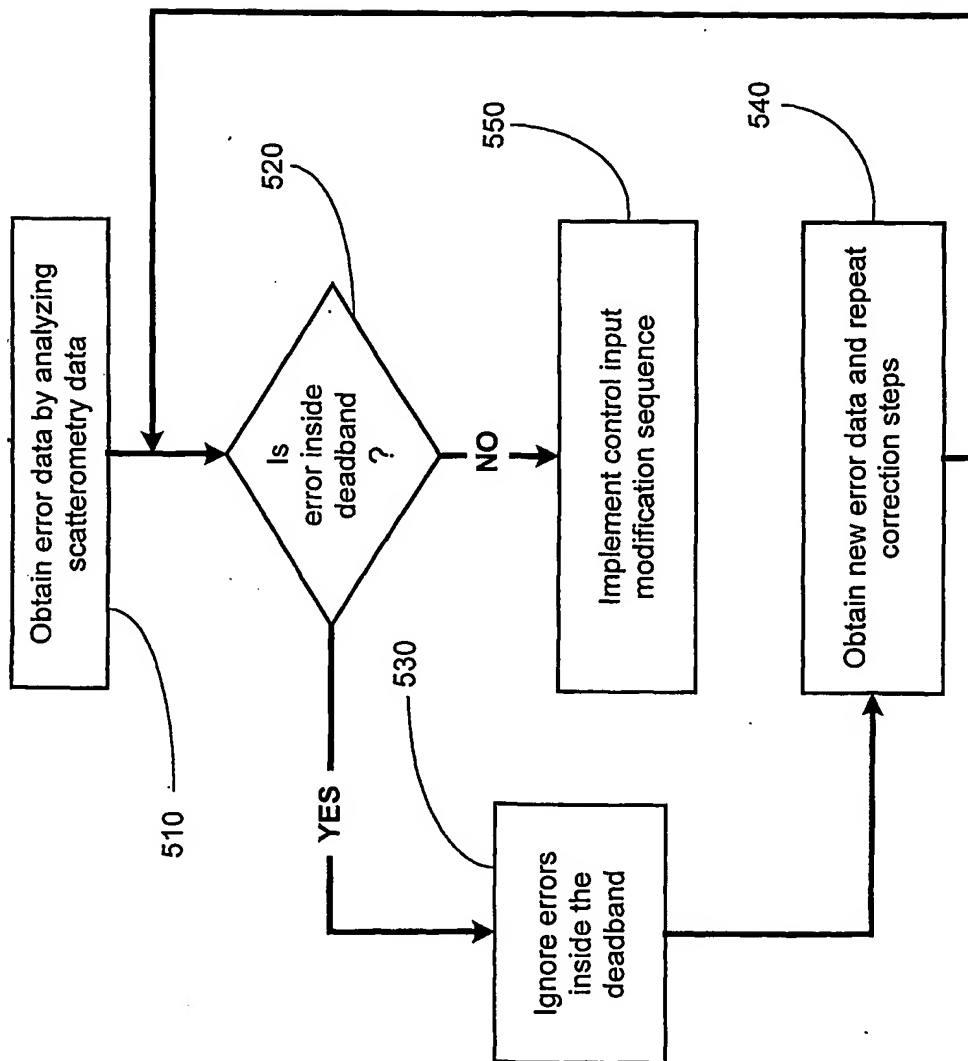 Obtain error data by analyzing
scatterometry data
510
Is
error inside
deadband
?
520
YES
NO
530
Ignore errors
inside the
deadband
Implement control input
modification sequence
550
Obtain new error data and repeat
correction steps
540